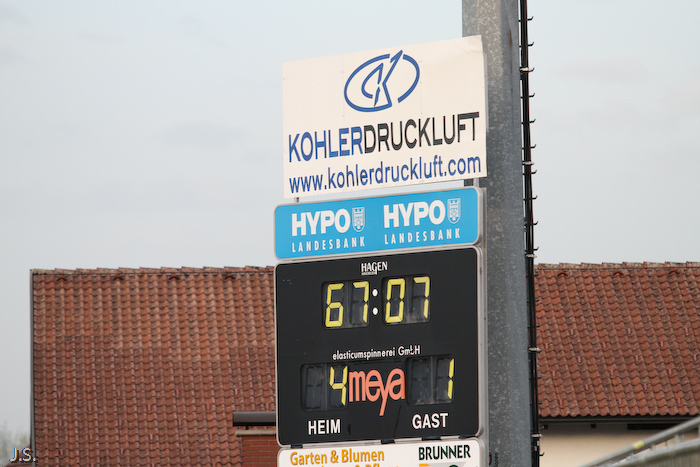 KOHLERDRUCKLUFT
www.kohlerdruckluft.com
HYPO HYPO
LANDESBANK LANDESBANK
HAGEN
67:07
elasticumspinnerei GmbH
4 meya 1
HEIM GAST
Garten & Blumen BRUNNER
J.S.